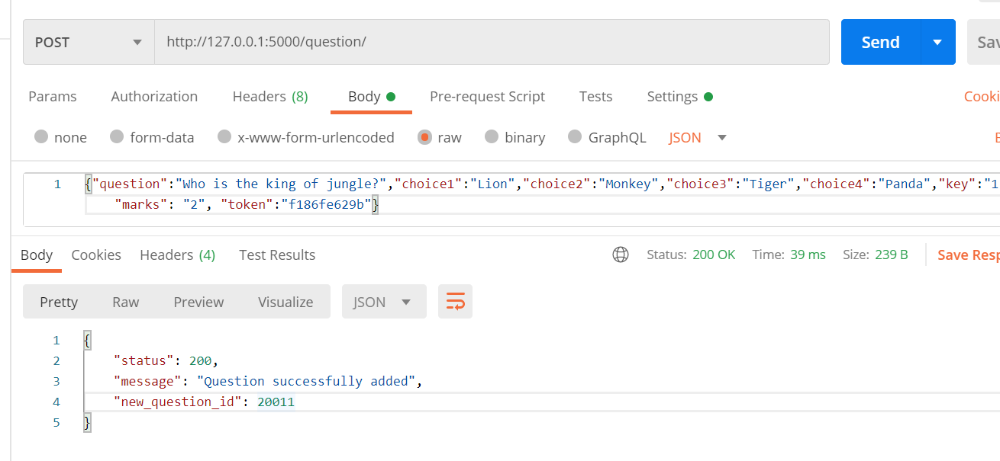 POST http://127.0.0.1:5000/question/ Send
Params Authorization Headers (8) Body Pre-request Script Tests Settings
none form-data x-www-form-urlencoded raw binary GraphQL JSON
1 {"question":"Who is the king of jungle?","choice1":"Lion","choice2":"Monkey","choice3":"Tiger","choice4":"Panda","key":"1
"marks": "2", "token":"f186fe629b"}
Body Cookies Headers (4) Test Results Status: 200 OK Time: 39 ms Size: 239 B Save Resp
Pretty Raw Preview Visualize JSON
1 {
2 "status": 200,
3 "message": "Question successfully added",
4 "new_question_id": 20011
5 }